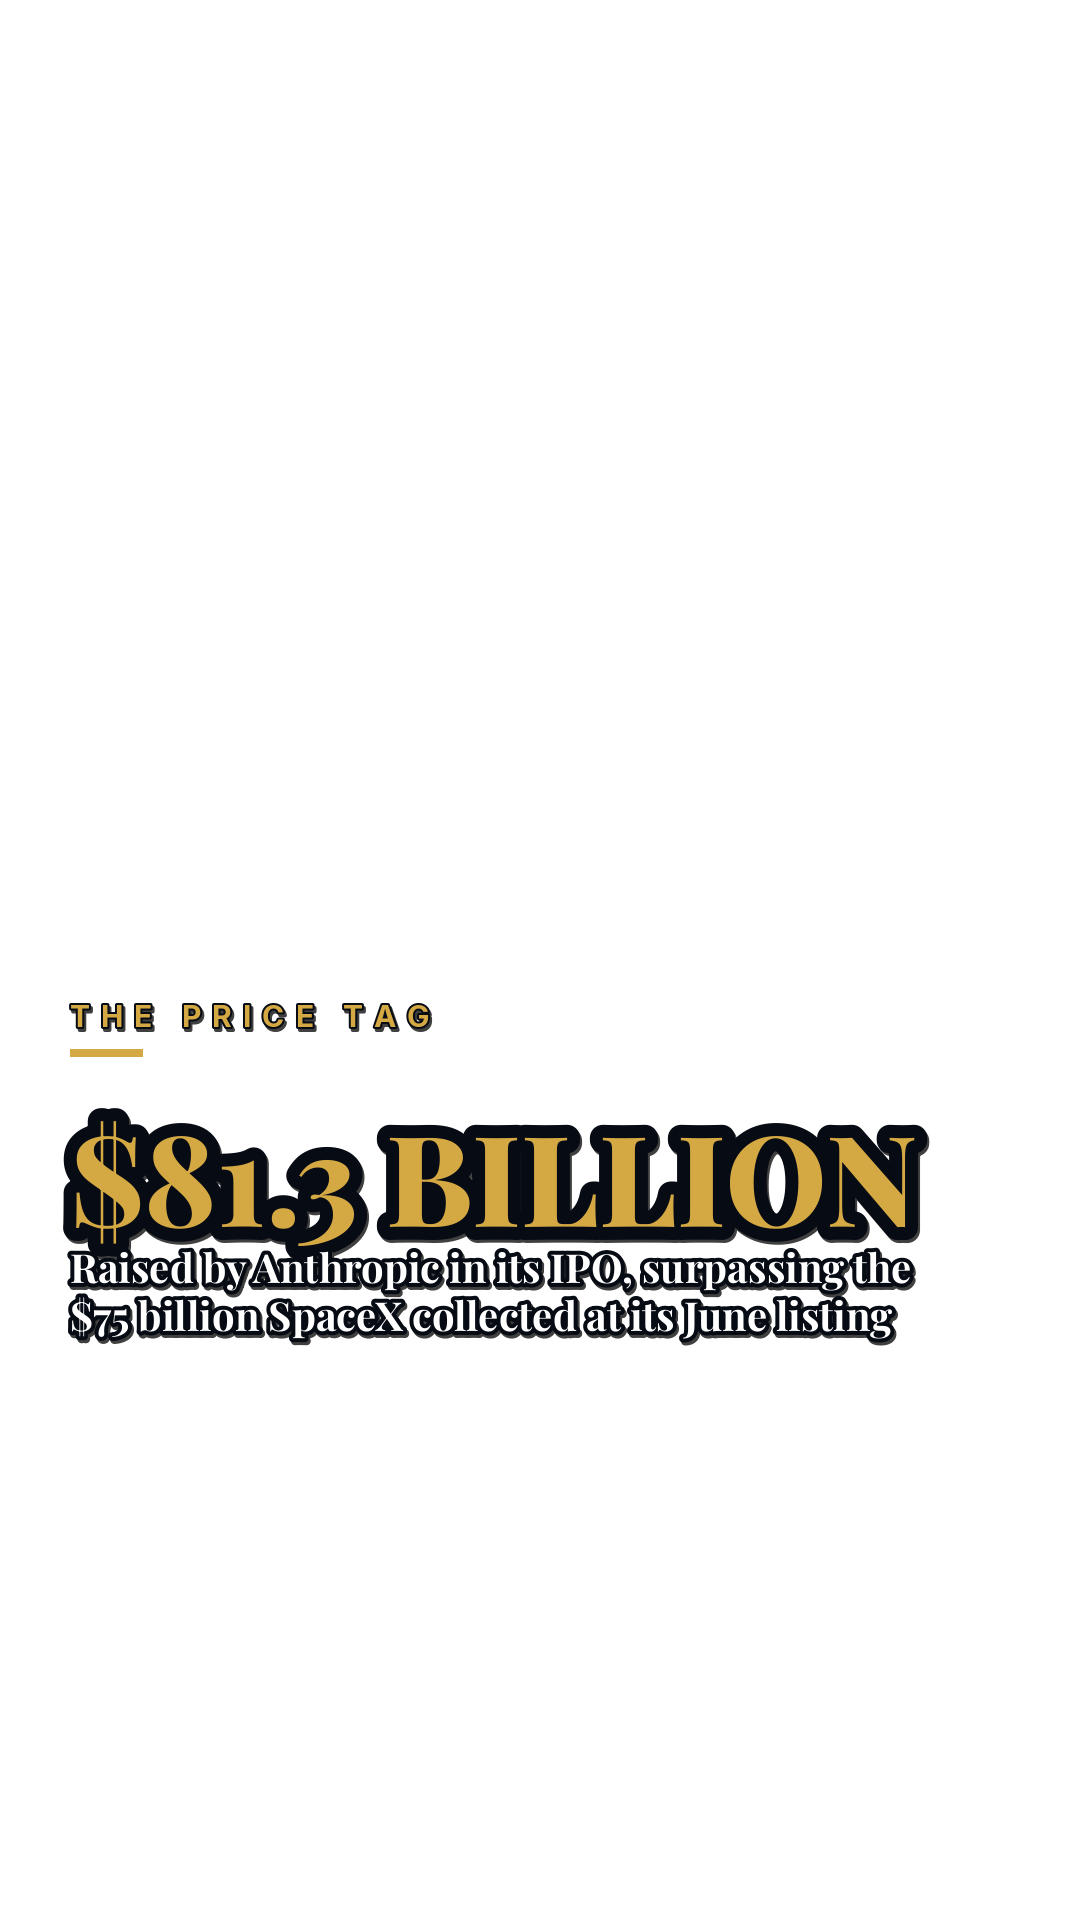 THE PRICE TAG
$81.3 BILLION
Raised by Anthropic in its IPO, surpassing the
$75 billion SpaceX collected at its June listing